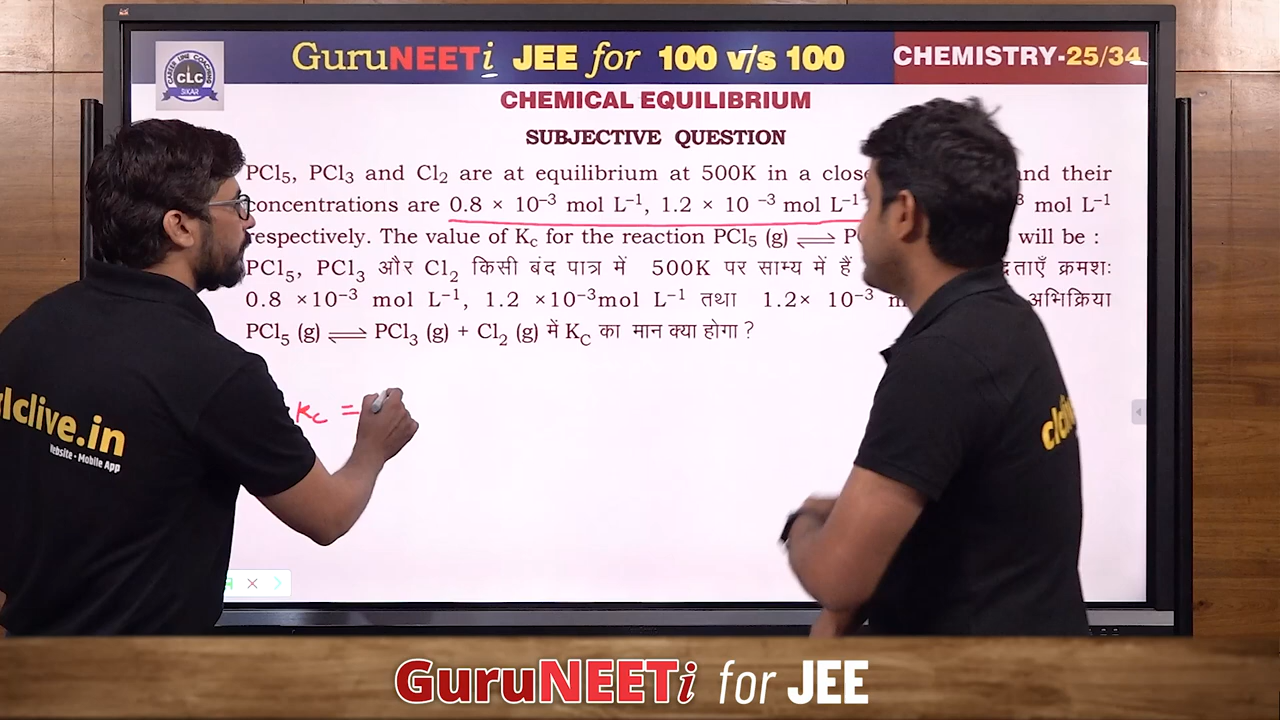 GuruNEETi JEE for 100 v/s 100
CHEMISTRY-25/34
CLC
SIKAR
CHEMICAL EQUILIBRIUM
SUBJECTIVE QUESTION
PCl₅, PCl₃ and Cl₂ are at equilibrium at 500K in a and their
concentrations are 0.8 × 10⁻³ mol L⁻¹, 1.2 × 10 ⁻³ mol L⁻¹ mol L⁻¹
respectively. The value of Kc for the reaction PCl₅ (g) ⇌ will be :
PCl₅, PCl₃ और Cl₂ किसी बंद पात्र में 500K पर साम्य में हैं क्रमशः
0.8 ×10⁻³ mol L⁻¹, 1.2 ×10⁻³mol L⁻¹ तथा 1.2× 10⁻³ अभिक्रिया
PCl₅ (g) ⇌ PCl₃ (g) + Cl₂ (g) में K_C का मान क्या होगा ?
Kc =
clclive.in
Website • Mobile App
GuruNEETi for JEE